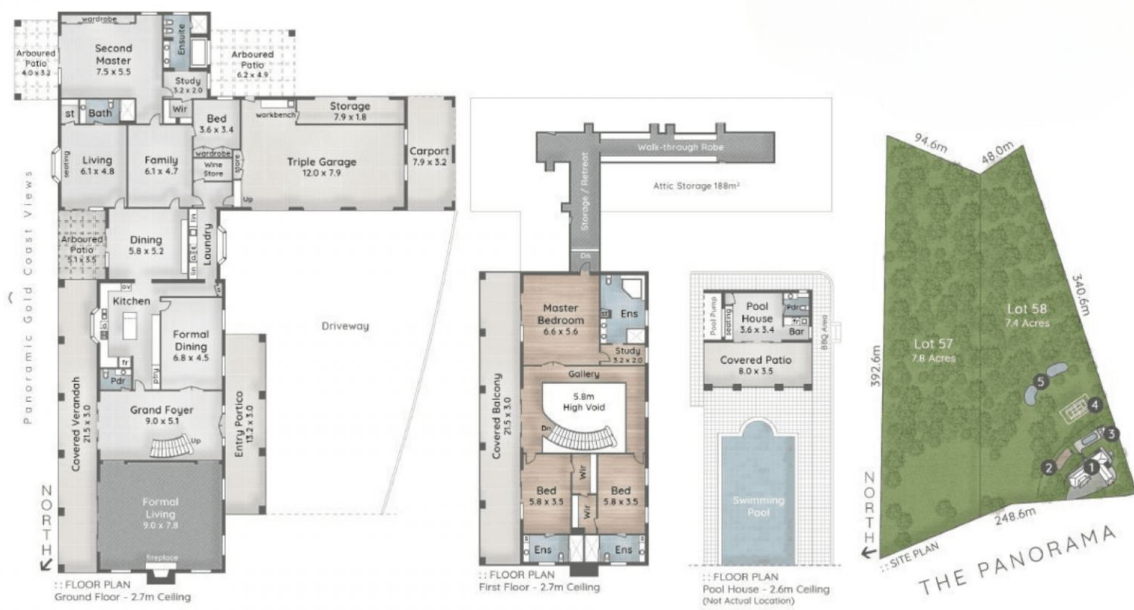 wardrobe
Arboured
Patio
4.0 x 3.2
Second
Master
7.5 x 5.5
Ensuite
Arboured
Patio
6.2 x 4.9
Study
3.2 x 2.0
Wir
st
Bath
Bed
3.6 x 3.4
workbench
Storage
7.9 x 1.8
Carport
7.9 x 3.2
Triple Garage
12.0 x 7.9
seating
Living
6.1 x 4.8
Family
6.1 x 4.7
wardrobe
Wine
Store
store
Up
Arboured
Patio
5.1 x 3.5
Dining
5.8 x 5.2
lin
lin
Laundry
Panoramic Gold Coast Views
ov
Kitchen
Formal
Dining
6.8 x 4.5
fr
Pdr
ptry
Driveway
Covered Verandah
21.5 x 3.0
Grand Foyer
9.0 x 5.1
Up
Entry Portico
13.2 x 3.0
Formal
Living
9.0 x 7.8
fireplace
NORTH
:: FLOOR PLAN
Ground Floor - 2.7m Ceiling
Walk-through Robe
Attic Storage 188m²
Storage / Retreat
Dn
Master
Bedroom
6.6 x 5.6
Ens
Study
3.2 x 2.0
Gallery
5.8m
High Void
Dn
Covered Balcony
21.5 x 3.0
Wir
Bed
5.8 x 3.5
Wir
Bed
5.8 x 3.5
Ens
Ens
:: FLOOR PLAN
First Floor - 2.7m Ceiling
Pool Pump
seating
Pool
House
3.6 x 3.4
Pdr
Bar
BBQ Area
Covered Patio
8.0 x 3.5
Swimming
Pool
:: FLOOR PLAN
Pool House - 2.6m Ceiling
(Not Actual Location)
94.6m
48.0m
340.6m
392.6m
Lot 58
7.4 Acres
Lot 57
7.8 Acres
5
4
3
2
1
248.6m
NORTH
:: SITE PLAN
THE PANORAMA